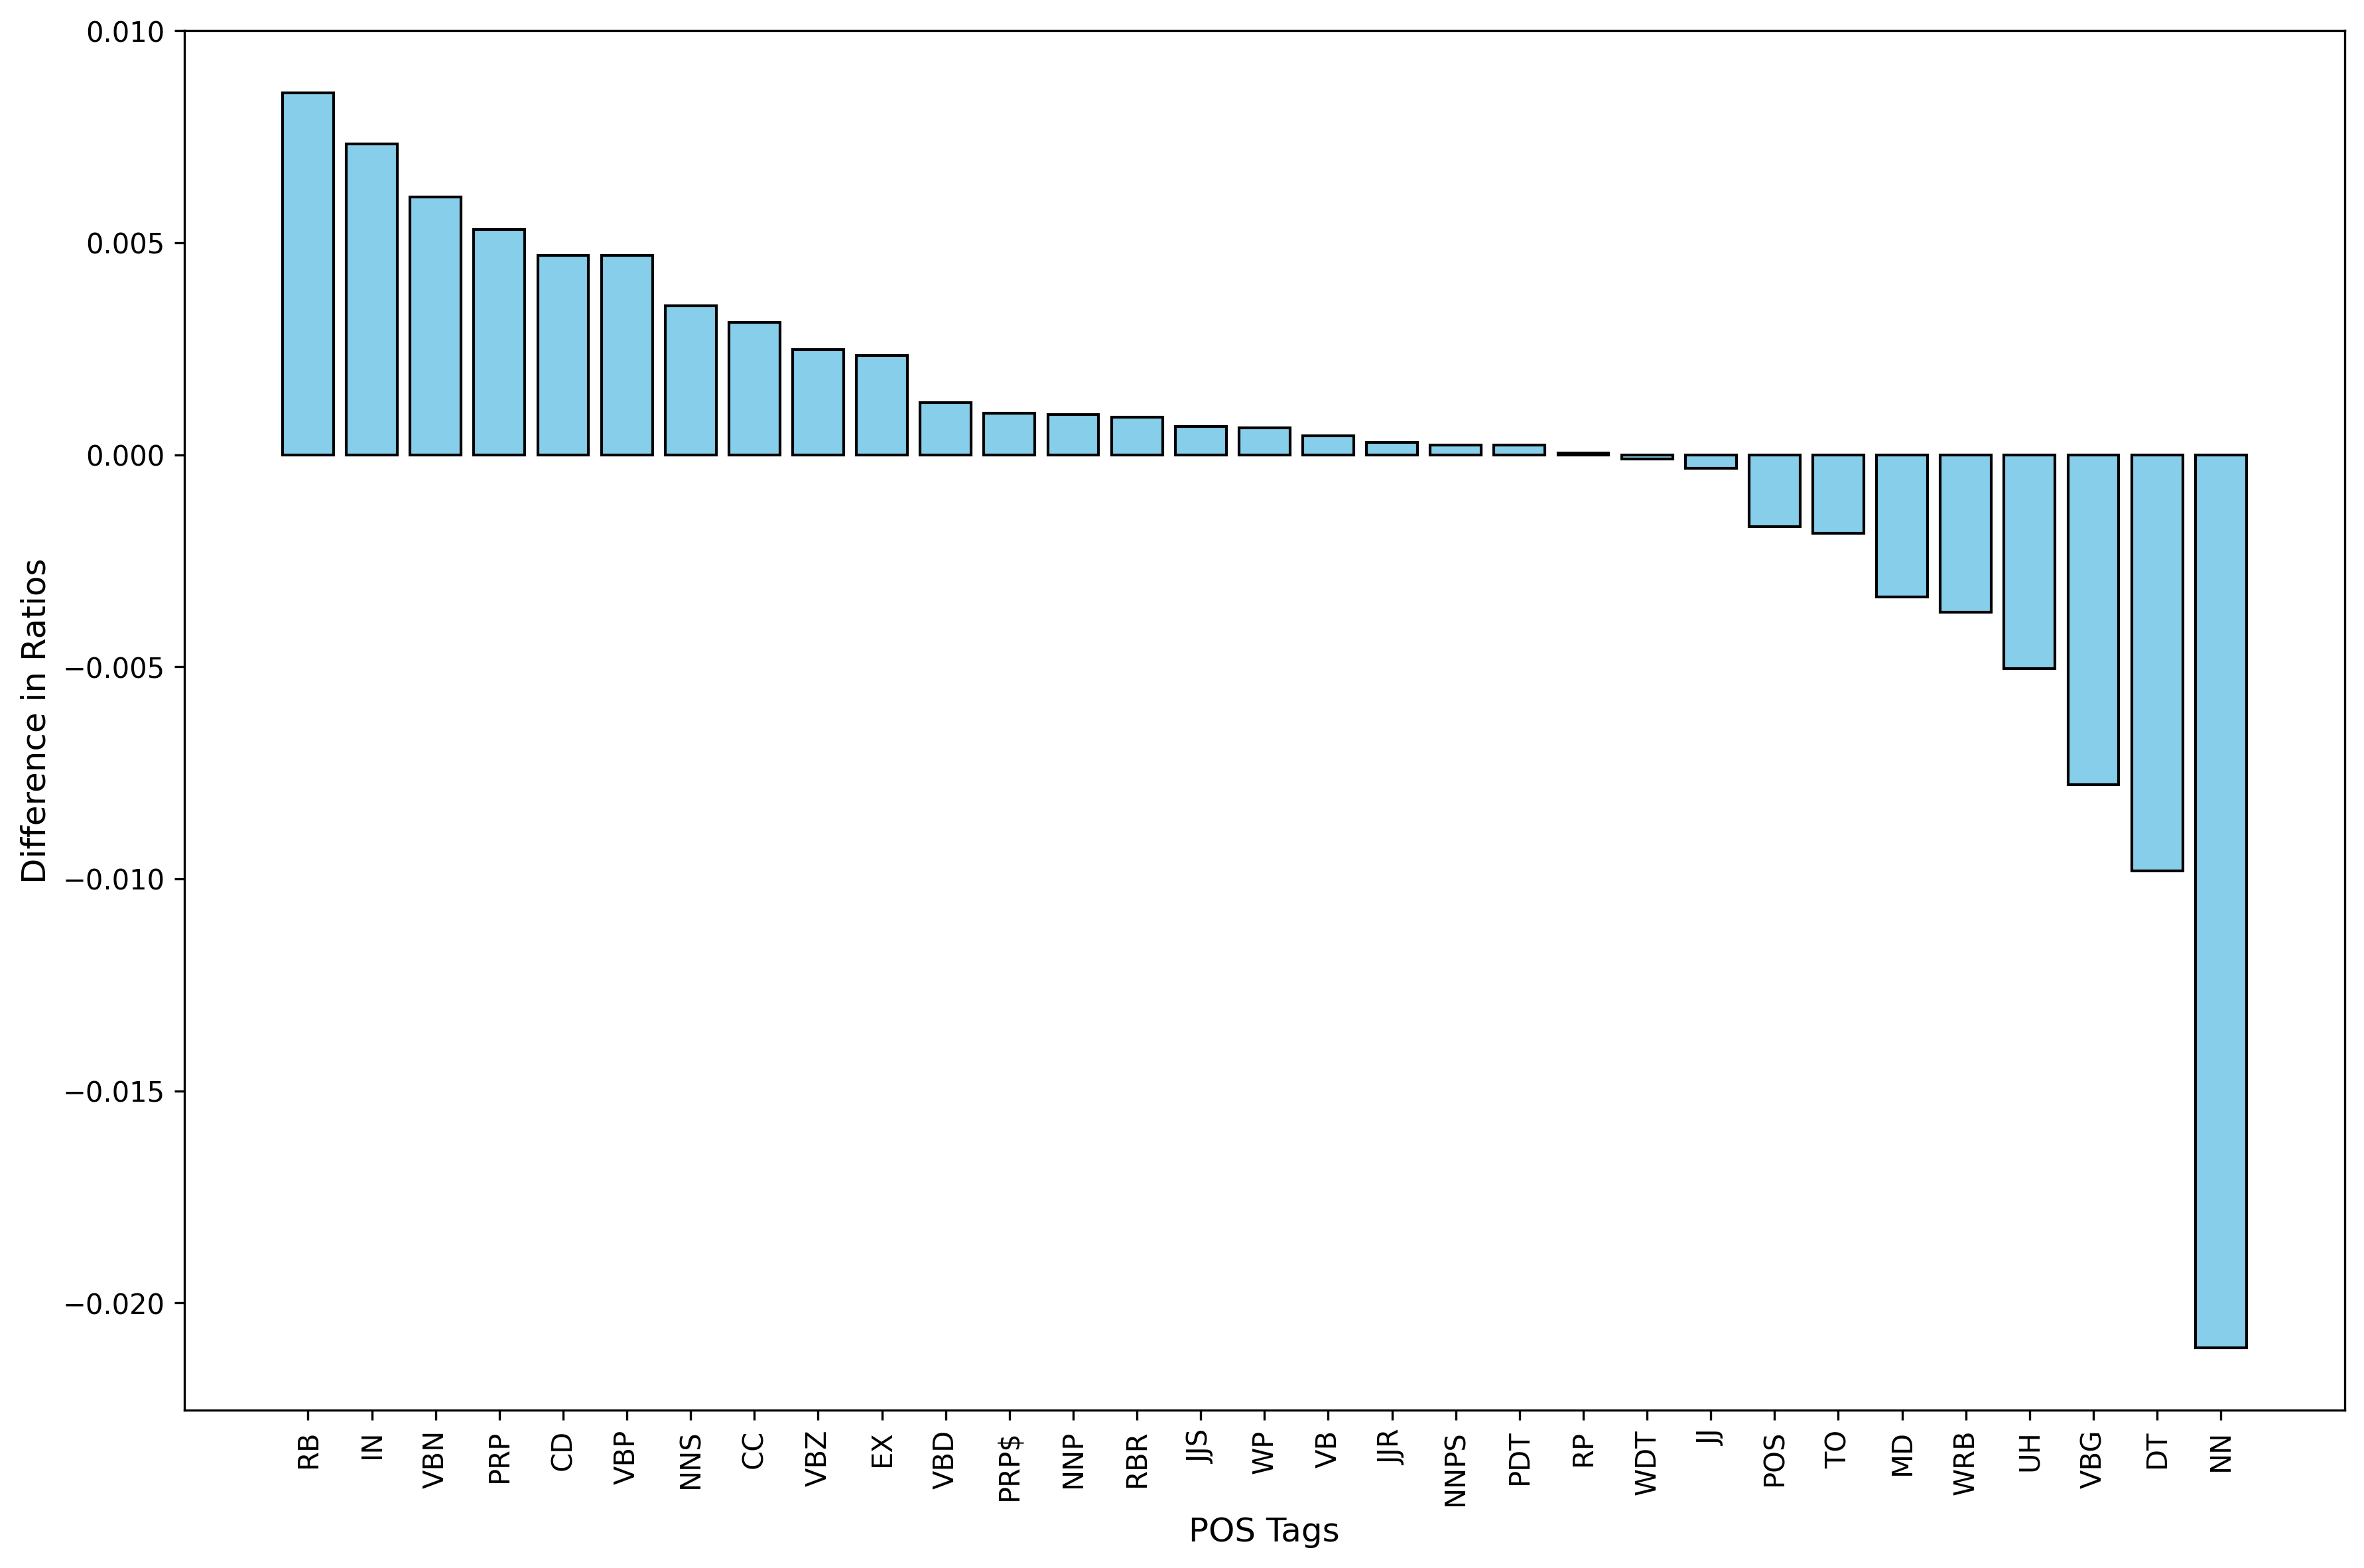 0.010
0.005
0.000
−0.005
−0.010
−0.015
−0.020
Difference in Ratios
RB
IN
VBN
PRP
CD
VBP
NNS
CC
VBZ
EX
VBD
PRP$
NNP
RBR
JJS
WP
VB
JJR
NNPS
PDT
RP
WDT
JJ
POS
TO
MD
WRB
UH
VBG
DT
NN
POS Tags